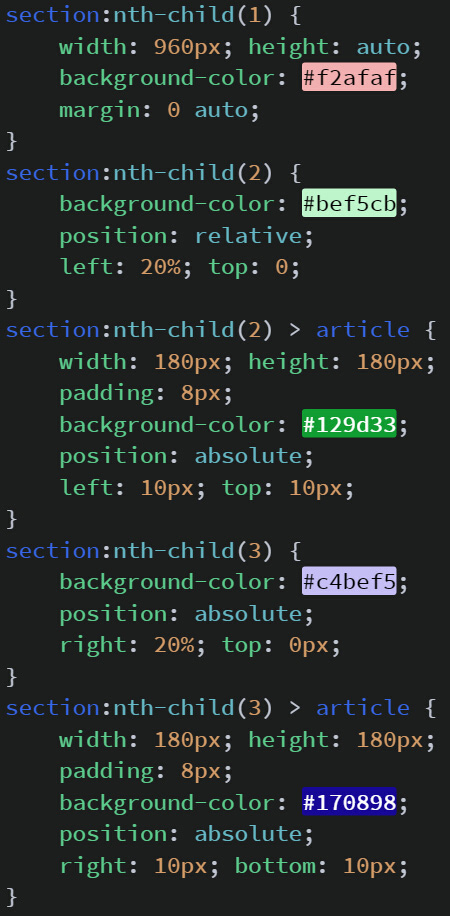 section:nth-child(1) {
    width: 960px; height: auto;
    background-color: #f2afaf;
    margin: 0 auto;
}
section:nth-child(2) {
    background-color: #bef5cb;
    position: relative;
    left: 20%; top: 0;
}
section:nth-child(2) > article {
    width: 180px; height: 180px;
    padding: 8px;
    background-color: #129d33;
    position: absolute;
    left: 10px; top: 10px;
}
section:nth-child(3) {
    background-color: #c4bef5;
    position: absolute;
    right: 20%; top: 0px;
}
section:nth-child(3) > article {
    width: 180px; height: 180px;
    padding: 8px;
    background-color: #170898;
    position: absolute;
    right: 10px; bottom: 10px;
}